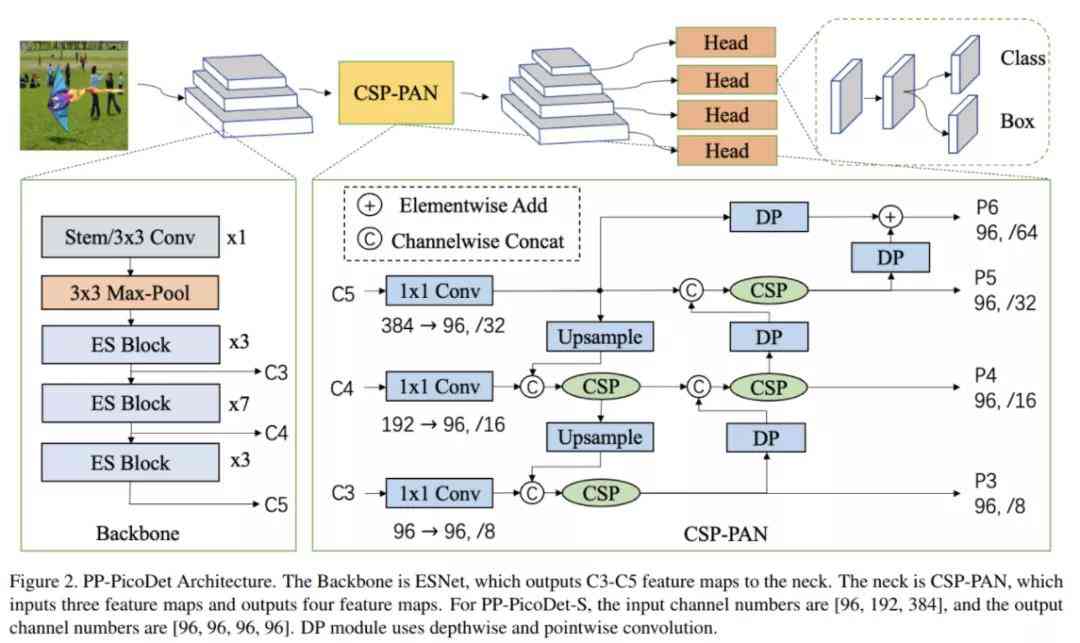 Head
Head
Head
Head
CSP-PAN
Class
Box
Stem/3x3 Conv x1
3x3 Max-Pool
ES Block x3
C3
ES Block x7
C4
ES Block x3
C5
Backbone
+ Elementwise Add
C Channelwise Concat
DP
+
P6
96, /64
DP
C5
1x1 Conv
384 → 96, /32
C
CSP
P5
96, /32
Upsample
DP
C4
1x1 Conv
192 → 96, /16
C
CSP
C
CSP
P4
96, /16
Upsample
DP
C3
1x1 Conv
96 → 96, /8
C
CSP
P3
96, /8
CSP-PAN
Figure 2. PP-PicoDet Architecture. The Backbone is ESNet, which outputs C3-C5 feature maps to the neck. The neck is CSP-PAN, which
inputs three feature maps and outputs four feature maps. For PP-PicoDet-S, the input channel numbers are [96, 192, 384], and the output
channel numbers are [96, 96, 96, 96]. DP module uses depthwise and pointwise convolution.